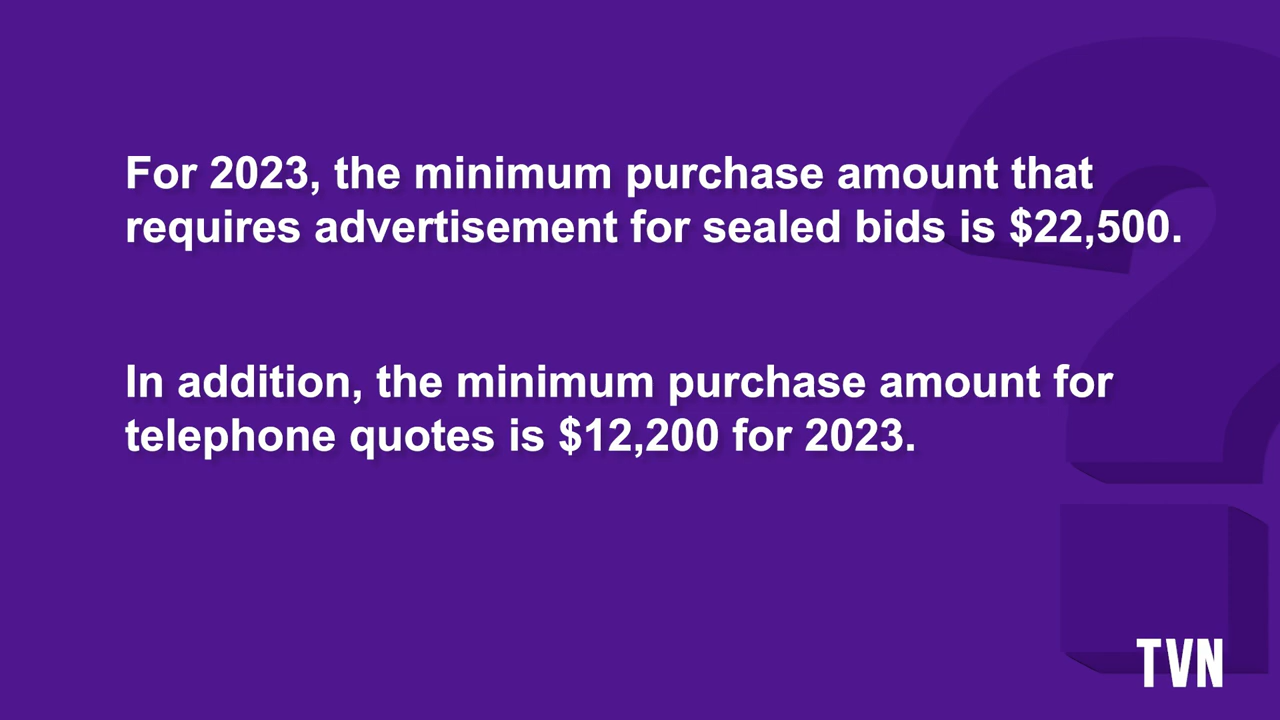 For 2023, the minimum purchase amount that
requires advertisement for sealed bids is $22,500.
In addition, the minimum purchase amount for
telephone quotes is $12,200 for 2023.
TVN